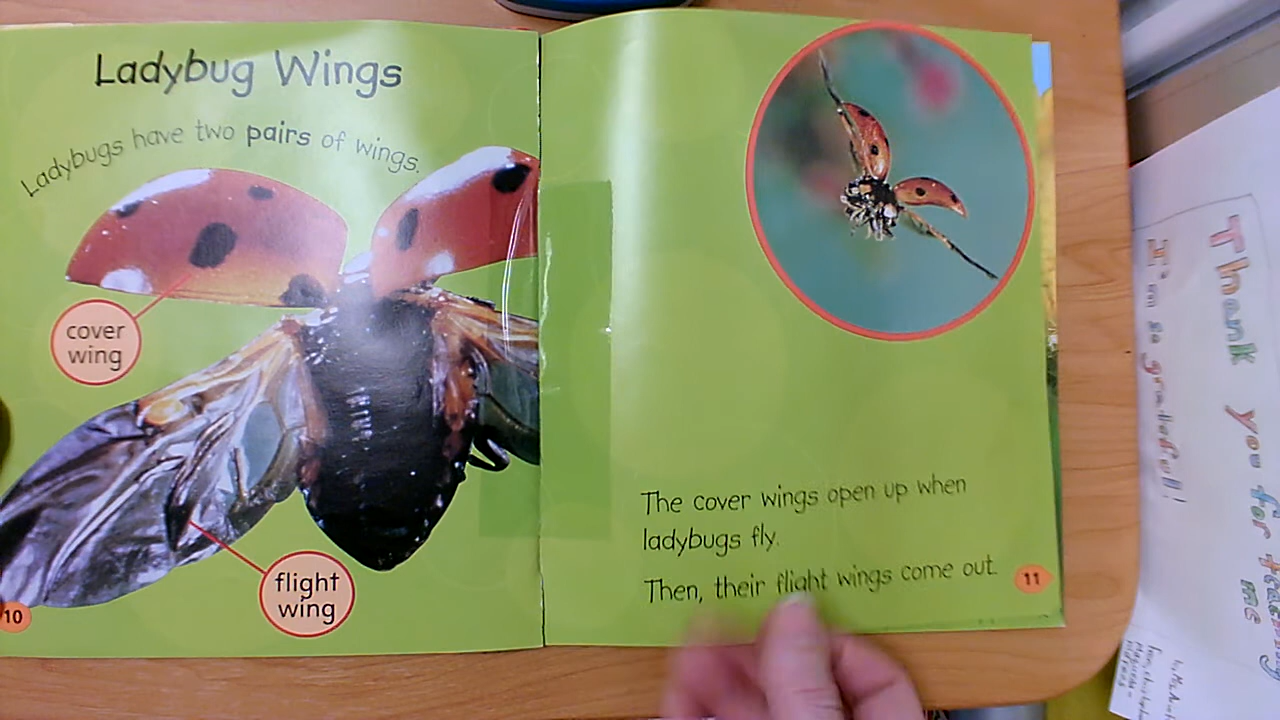 Ladybug Wings
Ladybugs have two pairs of wings.
cover
wing
flight
wing
10
The cover wings open up when
ladybugs fly.
Then, their flight wings come out.
11
Thank you for teaching
me
I'm so grateful!